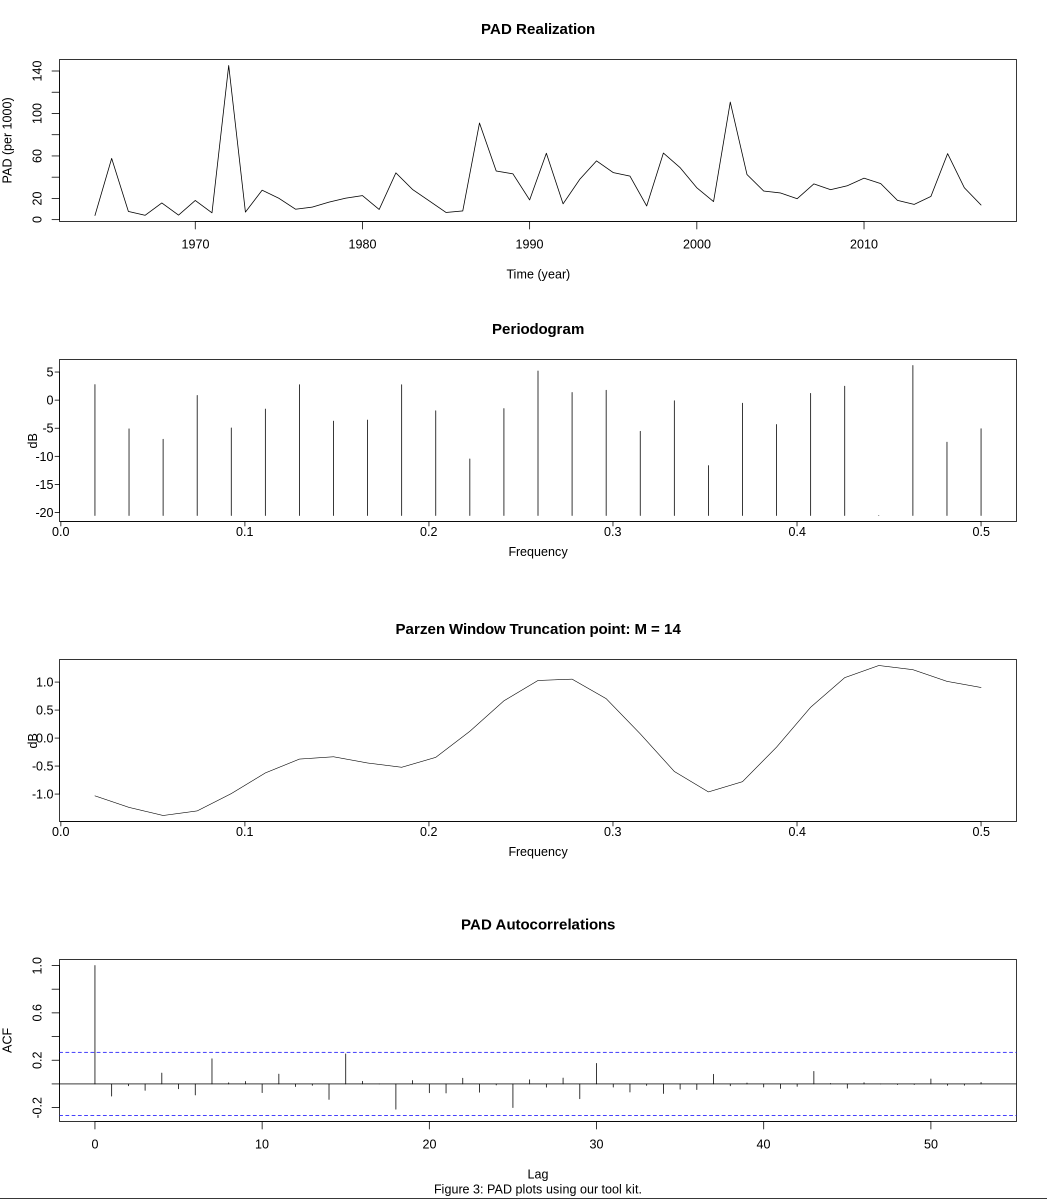 PAD Realization
PAD (per 1000)
140
100
60
20
0
1970 1980 1990 2000 2010
Time (year)
Periodogram
dB
5
0
-5
-10
-15
-20
0.0 0.1 0.2 0.3 0.4 0.5
Frequency
Parzen Window Truncation point: M = 14
dB
1.0
0.5
0.0
-0.5
-1.0
0.0 0.1 0.2 0.3 0.4 0.5
Frequency
PAD Autocorrelations
ACF
1.0
0.6
0.2
-0.2
0 10 20 30 40 50
Lag
Figure 3: PAD plots using our tool kit.